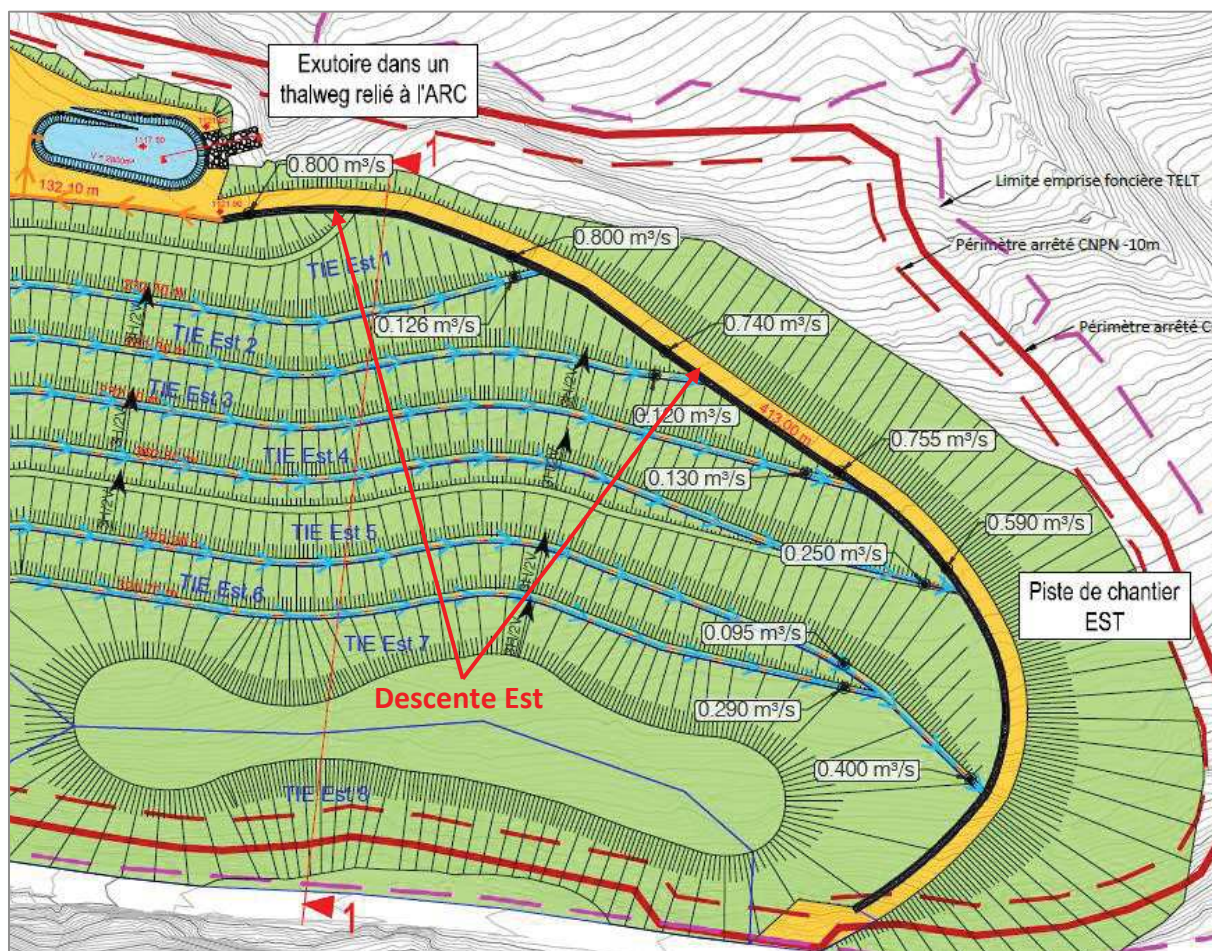 Exutoire dans un
thalweg relié à l'ARC
1117.50
132.10 m
0.800 m³/s
1
Limite emprise foncière TELT
0.800 m³/s
Périmètre arrêté CNPN -10m
TIE Est 1
0.126 m³/s
0.740 m³/s
Périmètre arrêté C
TIE Est 2
TIE Est 3
0.120 m³/s
413.00 m
0.755 m³/s
TIE Est 4
0.130 m³/s
0.590 m³/s
TIE Est 5
0.250 m³/s
Piste de chantier
EST
TIE Est 6
TIE Est 7
0.095 m³/s
Descente Est
0.290 m³/s
0.400 m³/s
TIE Est 8
1